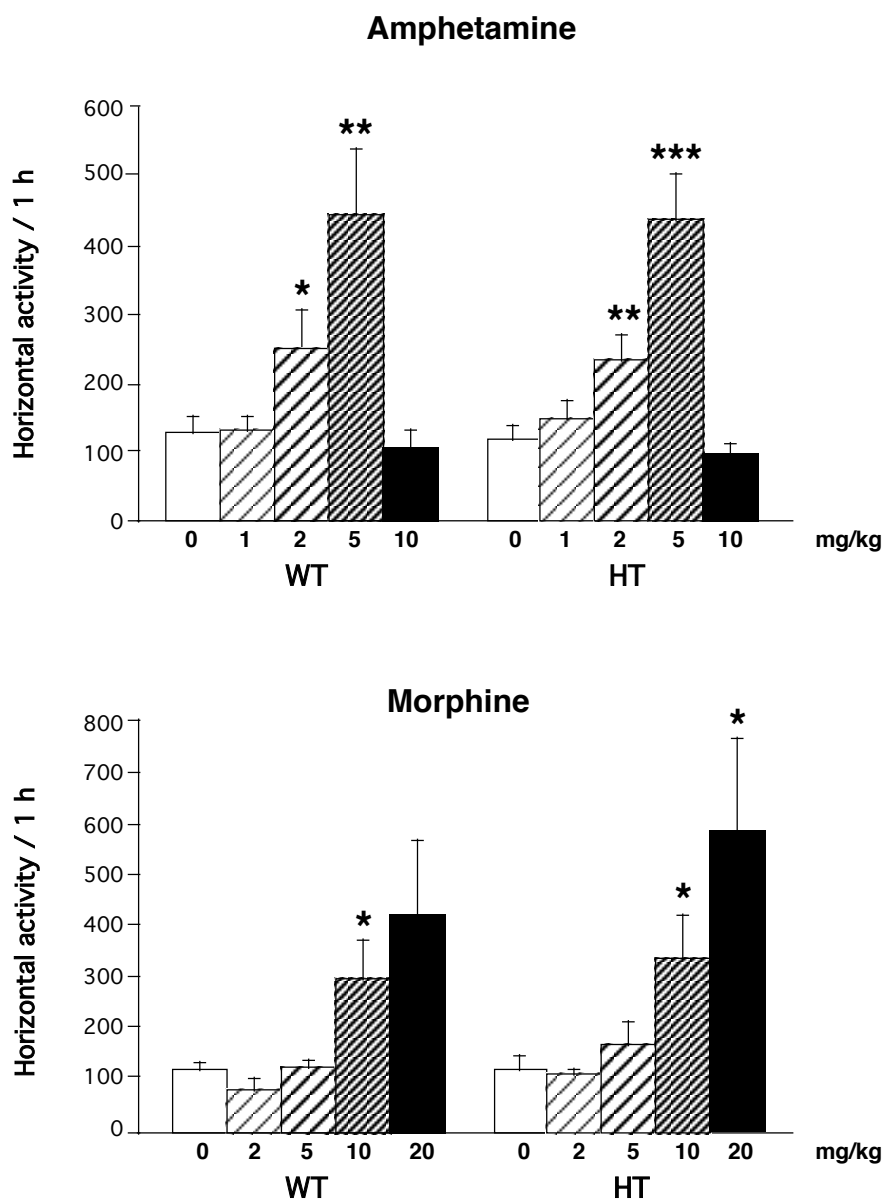 Amphetamine
Horizontal activity / 1 h
600
500
400
300
200
100
0
**
*
***
**
0 1 2 5 10 0 1 2 5 10 mg/kg
WT HT
Morphine
Horizontal activity / 1 h
800
700
600
500
400
300
200
100
0
*
*
*
0 2 5 10 20 0 2 5 10 20 mg/kg
WT HT